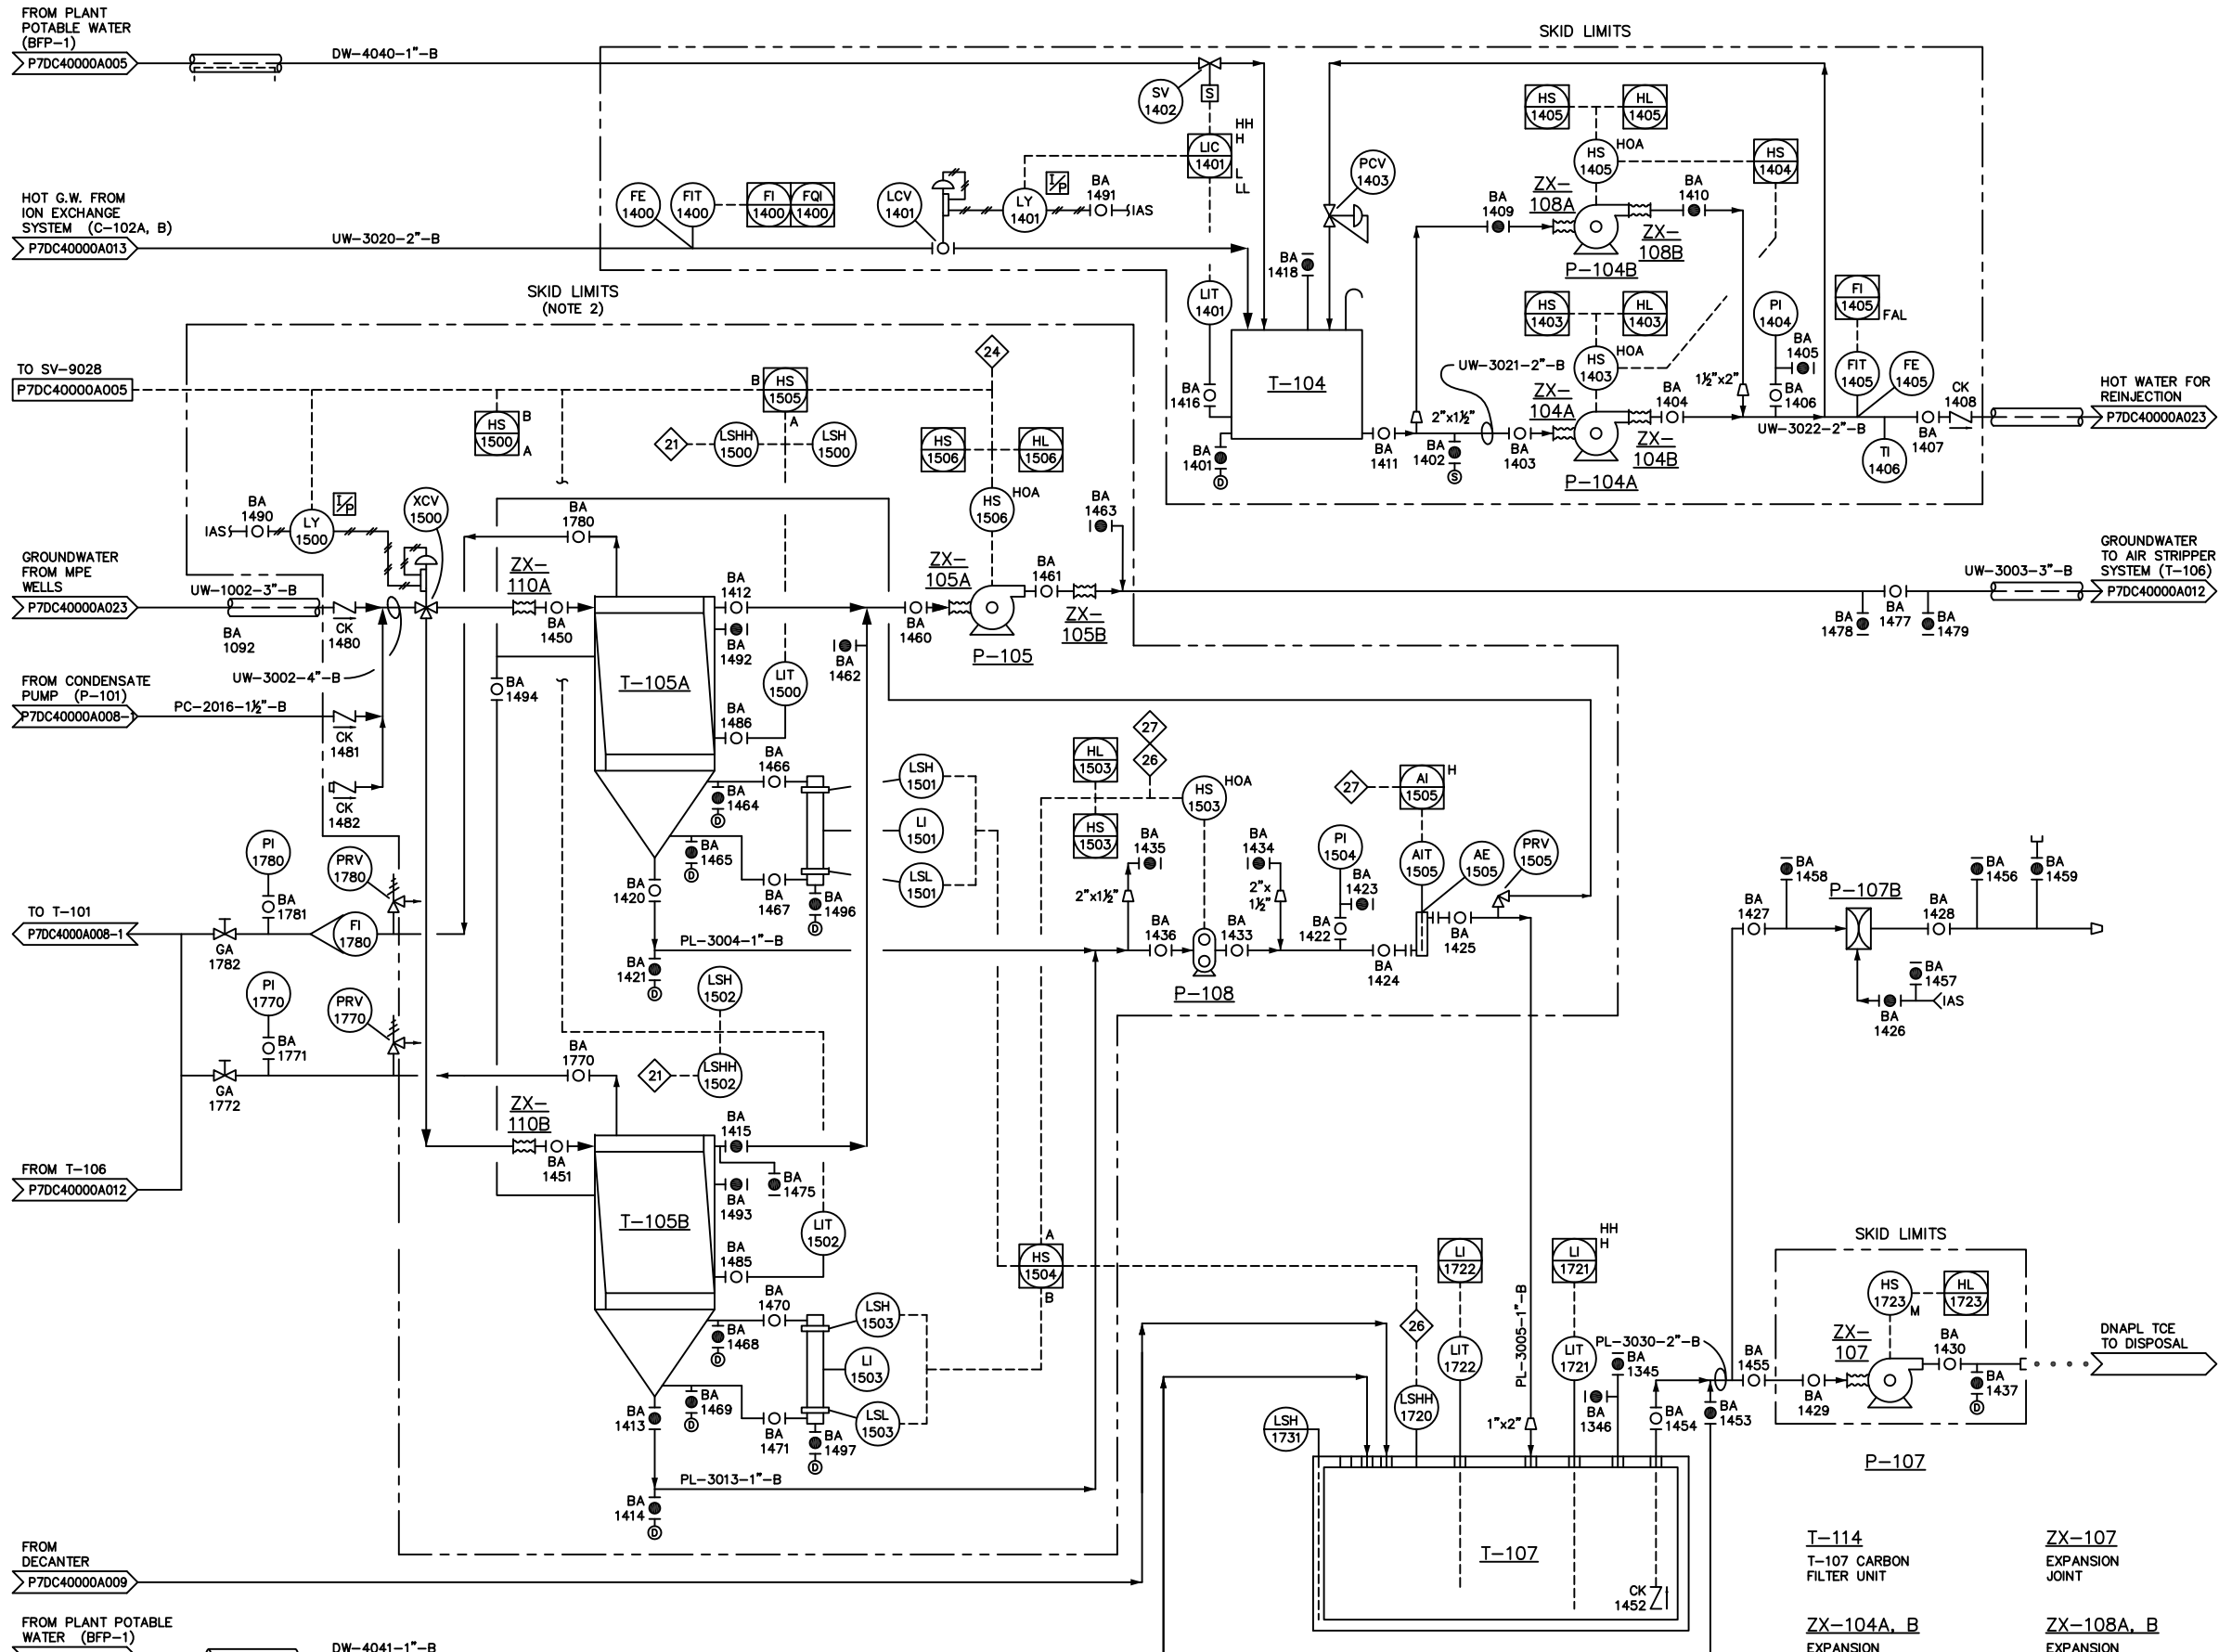 FROM PLANT
POTABLE WATER
(BFP-1)
P7DC40000A005
DW-4040-1"-B
SKID LIMITS
SV
1402
S
HH
H
LIC
1401
L
LL
HOT G.W. FROM
ION EXCHANGE
SYSTEM (C-102A, B)
P7DC40000A013
UW-3020-2"-B
FE
1400
FIT
1400
FI
1400
FQI
1400
LCV
1401
LY
1401
I/P
BA
1491
IAS
PCV
1403
HS
1405
HL
1405
HS
1405
HOA
HS
1404
ZX-
108A
BA
1409
BA
1410
ZX-
108B
P-104B
BA
1418
LIT
1401
HS
1403
HL
1403
HS
1403
HOA
PI
1404
BA
1405
FI
1405
FAL
FIT
1405
FE
1405
CK
1408
HOT WATER FOR
REINJECTION
P7DC40000A023
BA
1416
T-104
UW-3021-2"-B
ZX-
104A
2"x1½"
BA
1404
1½"x2"
BA
1406
UW-3022-2"-B
BA
1407
TI
1406
BA
1401
D
BA
1411
BA
1402
S
BA
1403
ZX-
104B
P-104A
SKID LIMITS
(NOTE 2)
TO SV-9028
P7DC40000A005
HS
1500
B
A
B
HS
1505
A
24
21
LSHH
1500
LSH
1500
HS
1506
HL
1506
HS
1506
HOA
BA
1463
BA
1490
IAS
LY
1500
I/P
XCV
1500
BA
1780
GROUNDWATER
FROM MPE
WELLS
P7DC40000A023
UW-1002-3"-B
BA
1092
CK
1480
UW-3002-4"-B
ZX-
110A
BA
1450
BA
1412
BA
1492
LIT
1500
BA
1462
BA
1460
ZX-
105A
BA
1461
ZX-
105B
P-105
GROUNDWATER
TO AIR STRIPPER
SYSTEM (T-106)
P7DC40000A012
UW-3003-3"-B
BA
1478
BA
1477
BA
1479
FROM CONDENSATE
PUMP (P-101)
P7DC40000A008-1
PC-2016-1½"-B
CK
1481
CK
1482
BA
1494
T-105A
BA
1486
BA
1466
BA
1464
D
BA
1465
D
BA
1467
BA
1496
D
LSH
1501
LI
1501
LSL
1501
BA
1420
BA
1421
D
PL-3004-1"-B
HL
1503
HS
1503
27
26
HS
1503
HOA
BA
1435
BA
1434
2"x1½"
2"x
1½"
BA
1436
BA
1433
P-108
27
AI
1505
H
PI
1504
BA
1423
BA
1422
AIT
1505
AE
1505
PRV
1505
BA
1424
BA
1425
BA
1458
P-107B
BA
1456
BA
1459
BA
1427
BA
1428
BA
1457
IAS
BA
1426
PI
1780
PRV
1780
TO T-101
P7DC4000A008-1
BA
1781
FI
1780
GA
1782
PI
1770
PRV
1770
BA
1771
GA
1772
FROM T-106
P7DC40000A012
LSH
1502
21
LSHH
1502
BA
1770
ZX-
110B
BA
1451
BA
1415
BA
1493
BA
1475
T-105B
LIT
1502
BA
1485
BA
1470
BA
1468
D
BA
1469
D
BA
1471
BA
1497
D
LSH
1503
LI
1503
LSL
1503
BA
1413
BA
1414
D
PL-3013-1"-B
A
HS
1504
B
LI
1722
LI
1721
HH
H
26
LIT
1722
LIT
1721
LSHH
1720
LSH
1731
PL-3005-1"-B
1"x2"
BA
1345
BA
1346
PL-3030-2"-B
BA
1454
BA
1453
BA
1455
SKID LIMITS
HS
1723
M
HL
1723
ZX-
107
BA
1430
BA
1429
BA
1437
D
P-107
DNAPL TCE
TO DISPOSAL
T-107
CK
1452
FROM
DECANTER
P7DC40000A009
FROM PLANT POTABLE
WATER (BFP-1)
DW-4041-1"-B
T-114
T-107 CARBON
FILTER UNIT
ZX-107
EXPANSION
JOINT
ZX-104A, B
EXPANSION
ZX-108A, B
EXPANSION